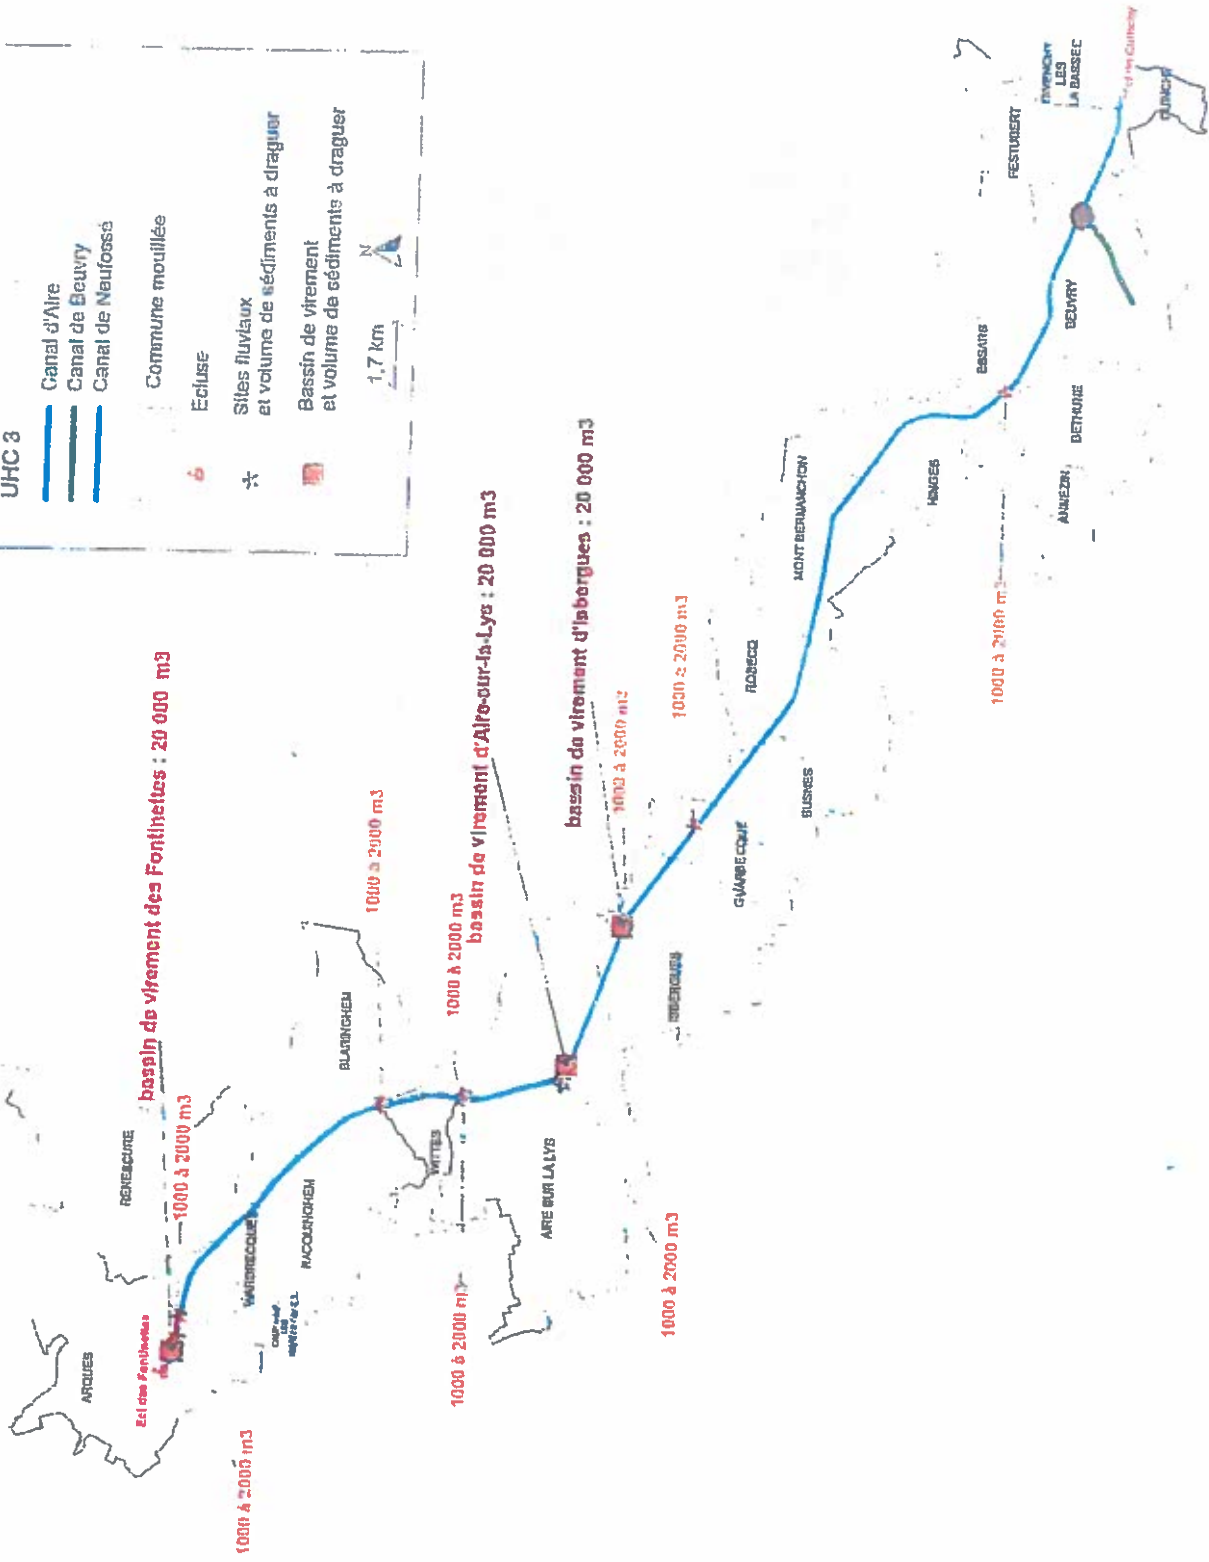 UHC 3
Canal d'Aire
Canal de Beuvry
Canal de Neufossé
Commune mouillée
Ecluse
Sites fluviaux
et volume de sédiments à draguer
Bassin de virement
et volume de sédiments à draguer
1,7 km
N
ARQUES
Ecl des Fontinettes
RENESCURE
bassin de virement des Fontinettes : 20 000 m3
1000 à 2000 m3
1000 à 2000 m3
WARDRECQUES
RACQUINGHEM
BLARINGHEM
1000 à 2000 m3
WITTES
1000 à 2000 m3
1000 à 2000 m3
bassin de virement d'Aire-sur-la-Lys : 20 000 m3
AIRE SUR LA LYS
1000 à 2000 m3
bassin de virement d'Isbergues : 20 000 m3
1000 à 2000 m3
ISBERGUES
1000 à 2000 m3
GUARBECQUE
BUSNES
ROBECQ
MONT BERNANCHON
HINGES
1000 à 2000 m3
ANNEZIN
BETHUNE
ESSARS
BEUVRY
FESTUBERT
GIVENCHY
LES
LA BASSEE
CUINCHY